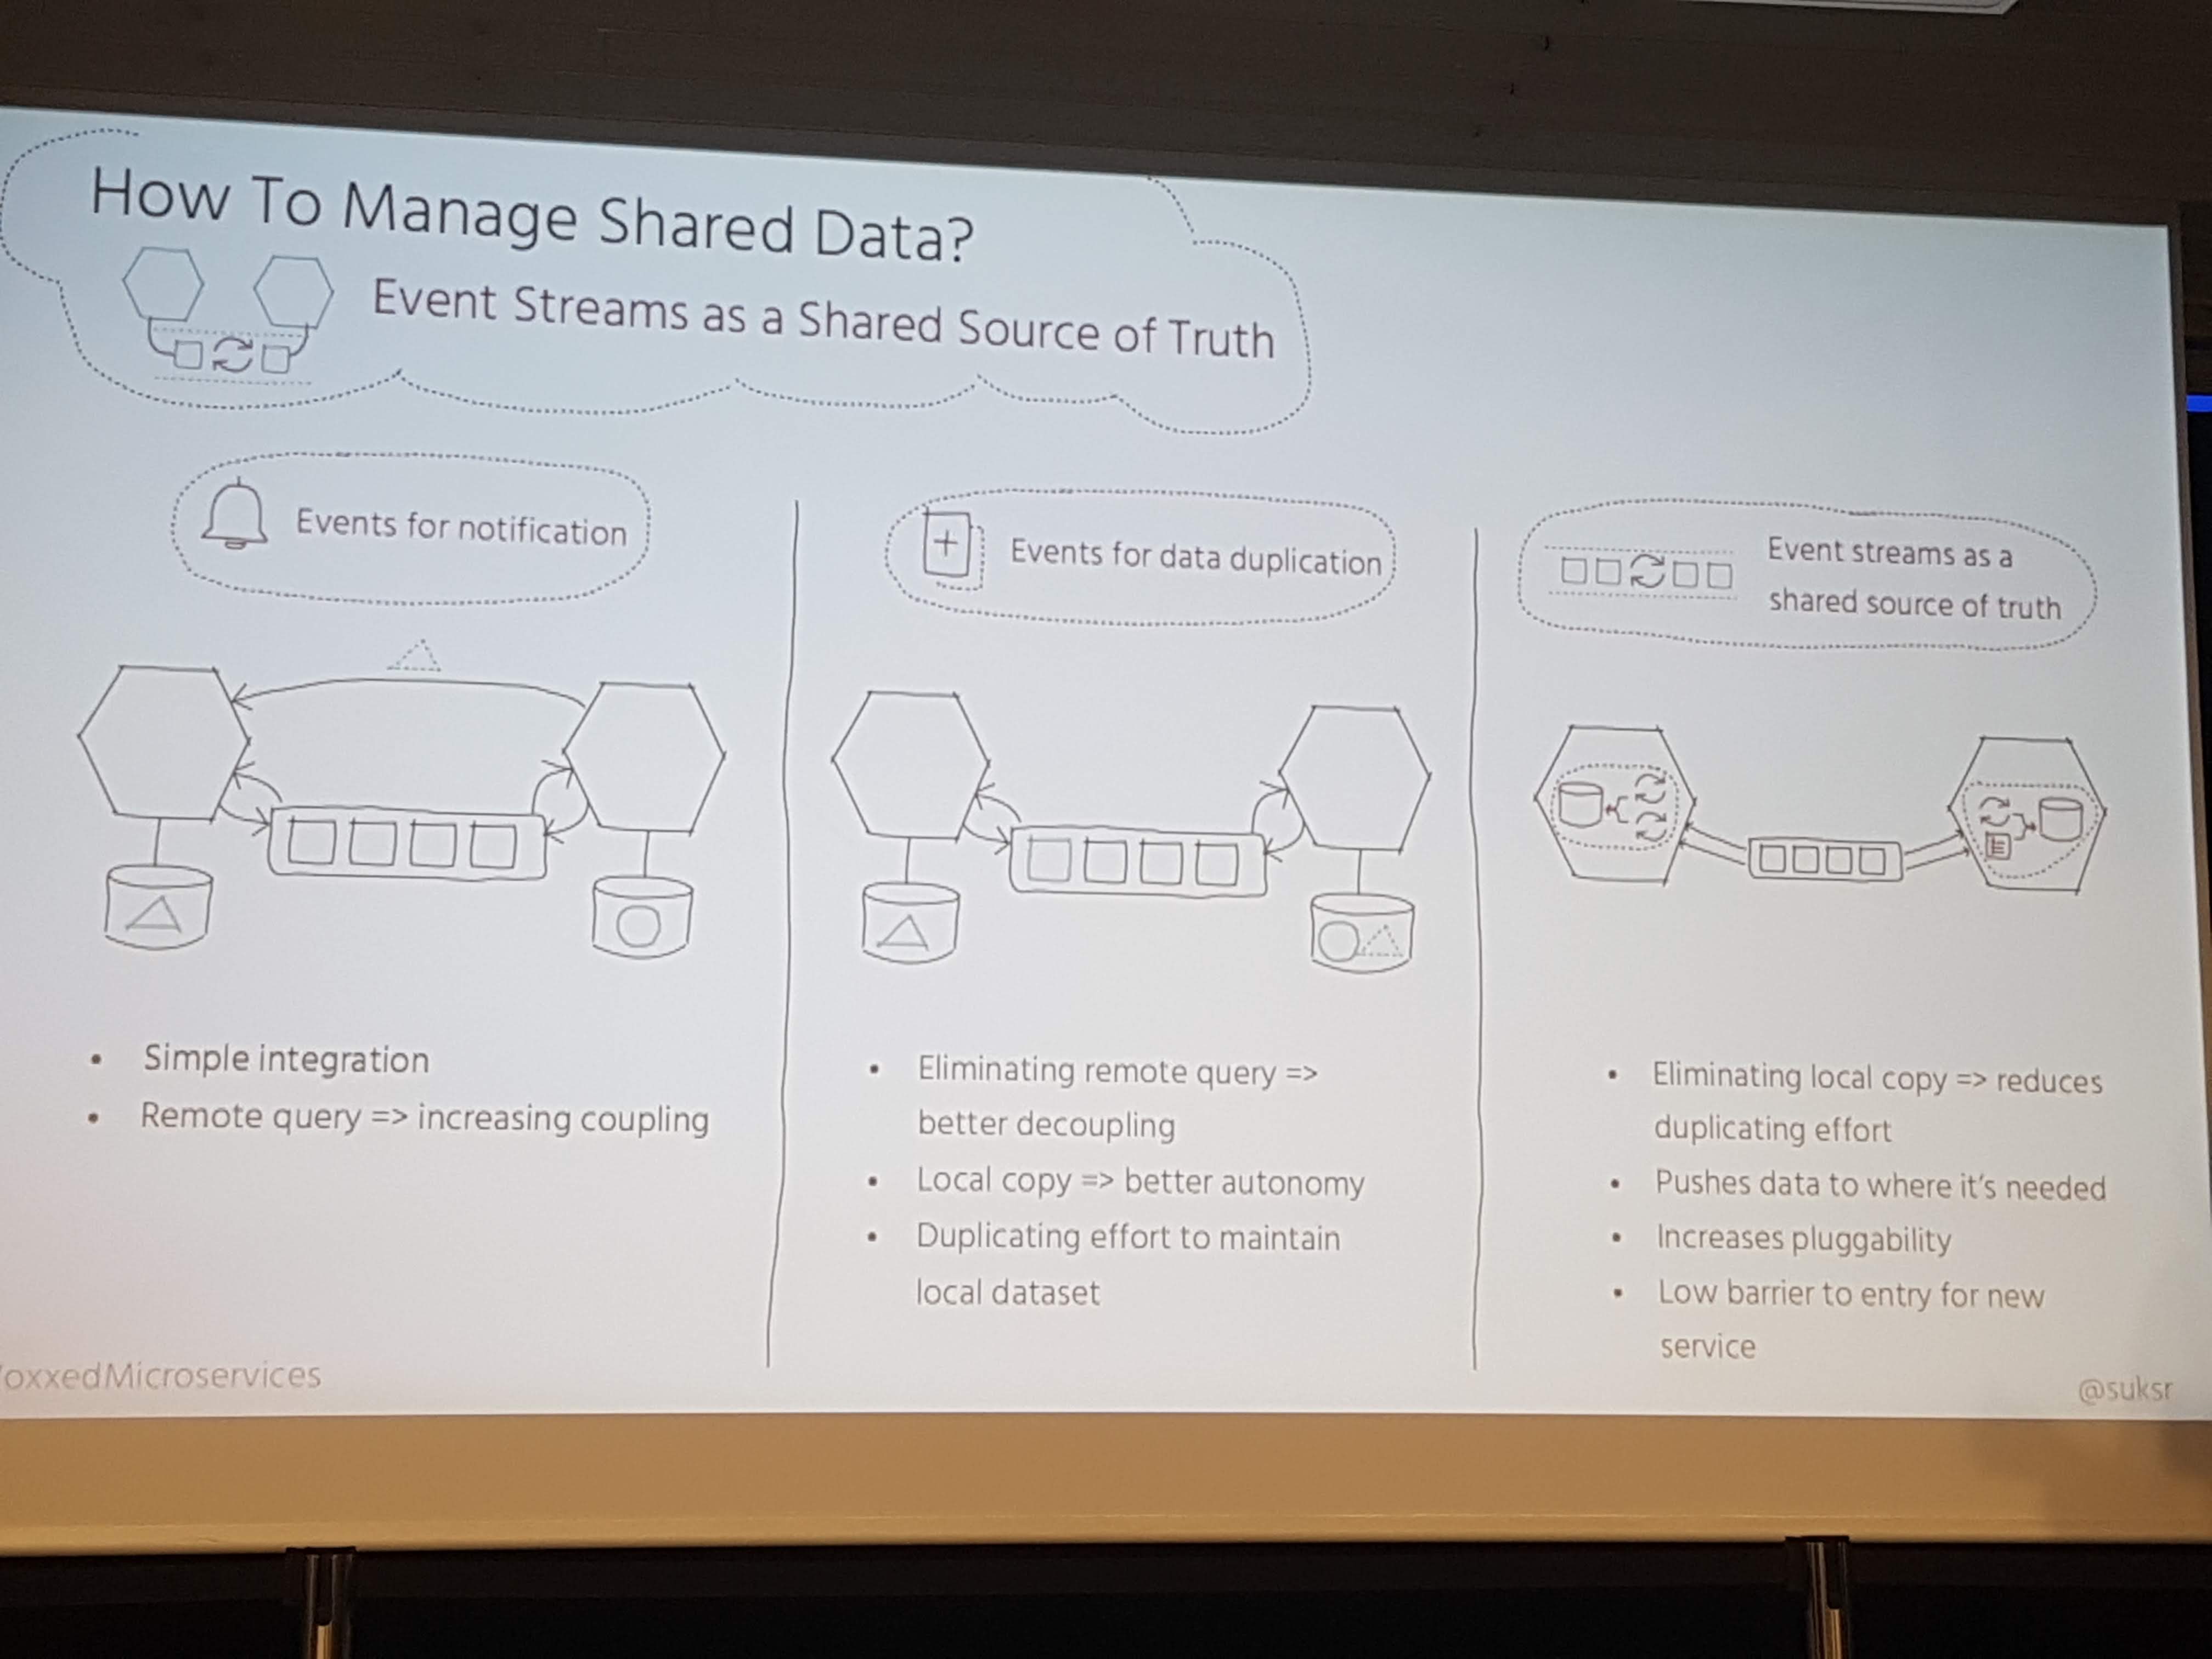 How To Manage Shared Data?
Event Streams as a Shared Source of Truth
Events for notification
• Simple integration
• Remote query => increasing coupling
Events for data duplication
• Eliminating remote query =>
better decoupling
• Local copy => better autonomy
• Duplicating effort to maintain
local dataset
Event streams as a
shared source of truth
• Eliminating local copy => reduces
duplicating effort
• Pushes data to where it's needed
• Increases pluggability
• Low barrier to entry for new
service
oxxedMicroservices
@suksr